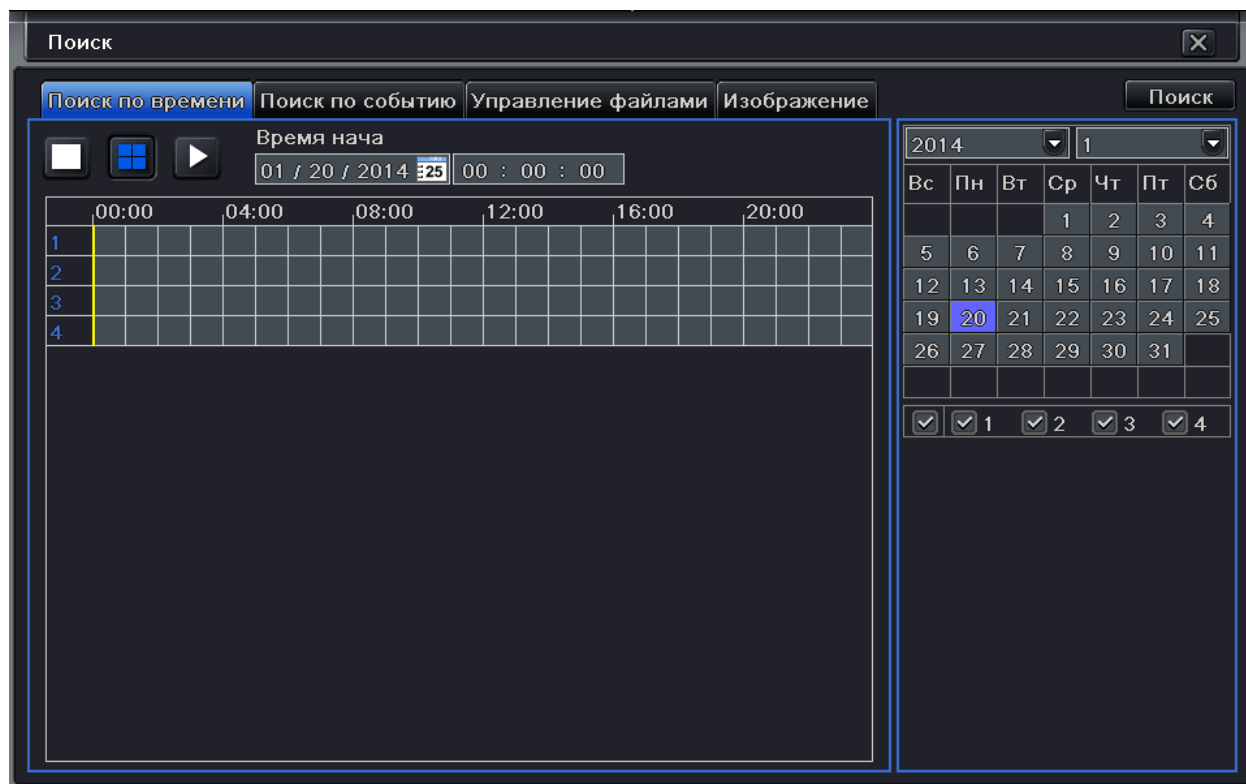 Поиск
Поиск по времени Поиск по событию Управление файлами Изображение Поиск
Время нача
01 / 20 / 2014 25 00 : 00 : 00
00:00 04:00 08:00 12:00 16:00 20:00
1
2
3
4
2014 1
Вс Пн Вт Ср Чт Пт Сб
1 2 3 4
5 6 7 8 9 10 11
12 13 14 15 16 17 18
19 20 21 22 23 24 25
26 27 28 29 30 31
1 2 3 4